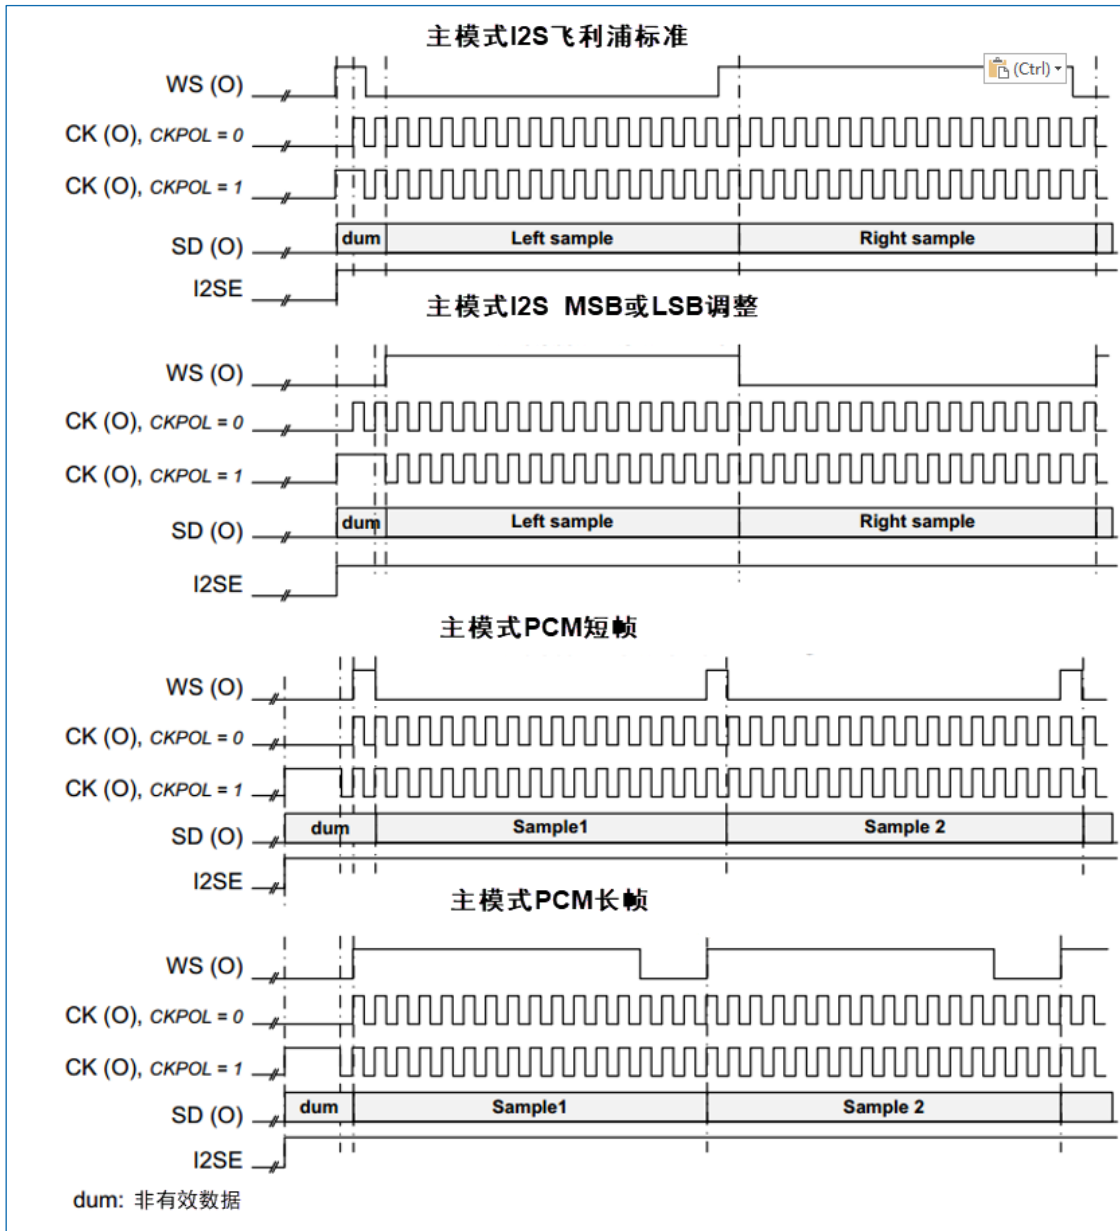 主模式I2S飞利浦标准
WS (O)
(Ctrl)
CK (O), CKPOL = 0
CK (O), CKPOL = 1
SD (O)
dum
Left sample
Right sample
I2SE
主模式I2S MSB或LSB调整
WS (O)
CK (O), CKPOL = 0
CK (O), CKPOL = 1
SD (O)
dum
Left sample
Right sample
I2SE
主模式PCM短帧
WS (O)
CK (O), CKPOL = 0
CK (O), CKPOL = 1
SD (O)
dum
Sample1
Sample 2
I2SE
主模式PCM长帧
WS (O)
CK (O), CKPOL = 0
CK (O), CKPOL = 1
SD (O)
dum
Sample1
Sample 2
I2SE
dum: 非有效数据